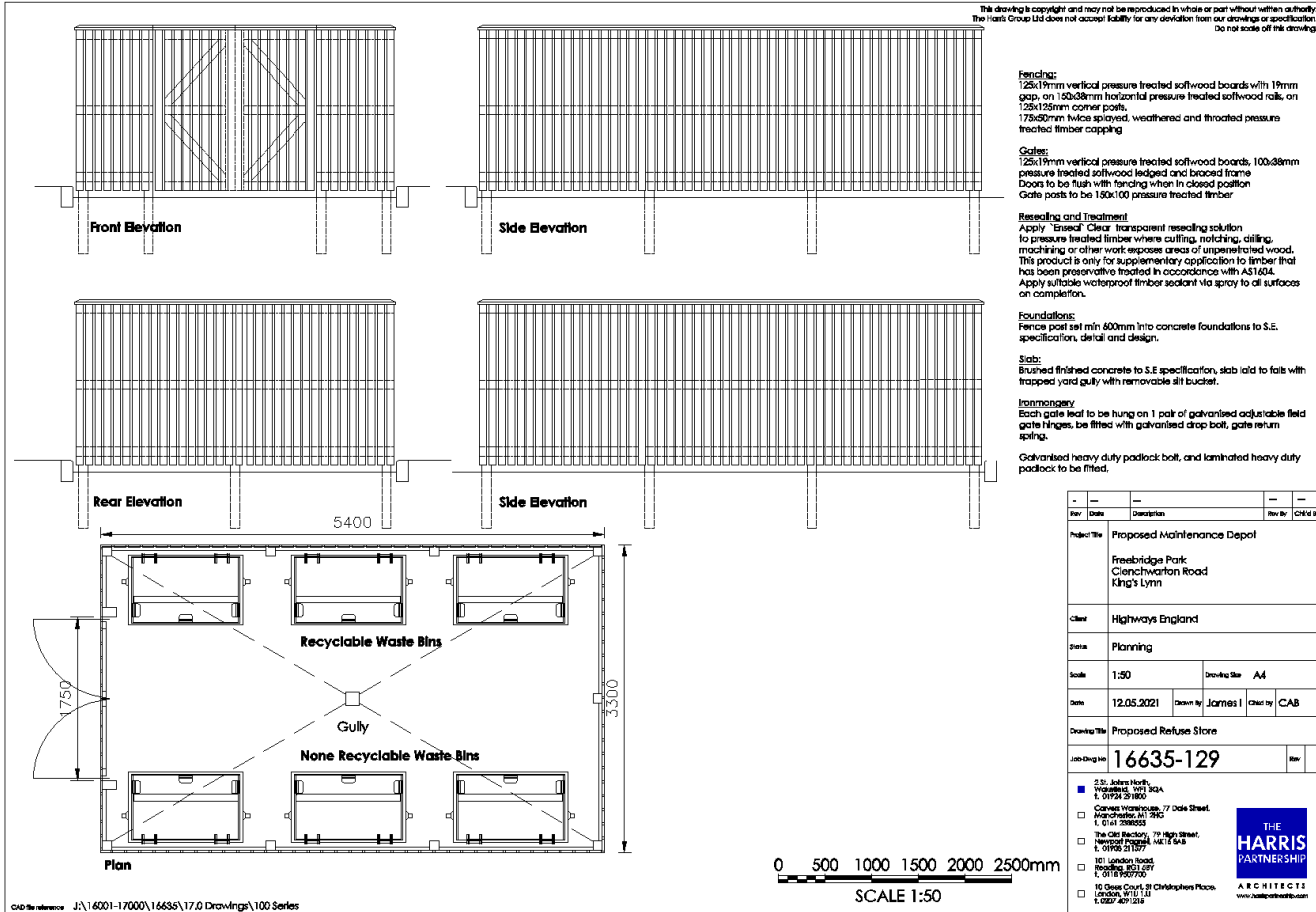 This drawing is copyright and may not be reproduced in whole or part without written authority.
The Harris Group Ltd does not accept liability for any deviation from our drawings or specification.
Do not scale off this drawing.
Fencing:
125x19mm vertical pressure treated softwood boards with 19mm
gap, on 150x38mm horizontal pressure treated softwood rails, on
125x125mm corner posts.
175x50mm twice splayed, weathered and throated pressure
treated timber capping
Gates:
125x19mm vertical pressure treated softwood boards, 100x38mm
pressure treated softwood ledged and braced frame
Doors to be flush with fencing when in closed position
Gate posts to be 150x100 pressure treated timber
Resealing and Treatment
Apply `Enseal` Clear transparent resealing solution
to pressure treated timber where cutting, notching, drilling,
machining or other work exposes areas of unpenetrated wood.
This product is only for supplementary application to timber that
has been preservative treated in accordance with AS1604.
Apply suitable waterproof timber sealant via spray to all surfaces
on completion.
Foundations:
Fence post set min 600mm into concrete foundations to S.E.
specification, detail and design.
Slab:
Brushed finished concrete to S.E specification, slab laid to falls with
trapped yard gully with removable silt bucket.
Ironmongery
Each gate leaf to be hung on 1 pair of galvanised adjustable field
gate hinges, be fitted with galvanised drop bolt, gate return
spring.
Galvanised heavy duty padlock bolt, and laminated heavy duty
padlock to be fitted.
Front Elevation
Side Elevation
Rear Elevation
Side Elevation
5400
Recyclable Waste Bins
1750
3300
Gully
None Recyclable Waste Bins
Plan
0 500 1000 1500 2000 2500mm
SCALE 1:50
- — — — —
Rev Date Description Rev By Chk'd B
Project Title Proposed Maintenance Depot
Freebridge Park
Clenchwarton Road
King's Lynn
Client Highways England
Status Planning
Scale 1:50 Drawing Size A4
Date 12.05.2021 Drawn By James I Chkd by CAB
Drawing Title Proposed Refuse Store
Job-Dwg No 16635-129 Rev
2 St. Johns North,
Wakefield, WF1 3QA
t. 01924 291800
Carvers Warehouse, 77 Dale Street,
Manchester, M1 2HG
t. 0161 2388555
The Old Rectory, 79 High Street,
Newport Pagnell, MK16 8AB
t. 01908 211577
101 London Road,
Reading, RG1 5BY
t. 0118 9507700
10 Gees Court, St Christophers Place,
London, W1U 1JJ
t. 0207 4091215
THE
HARRIS
PARTNERSHIP
ARCHITECTS
www.harrispartnership.com
CAD file reference J:\16001-17000\16635\17.0 Drawings\100 Series